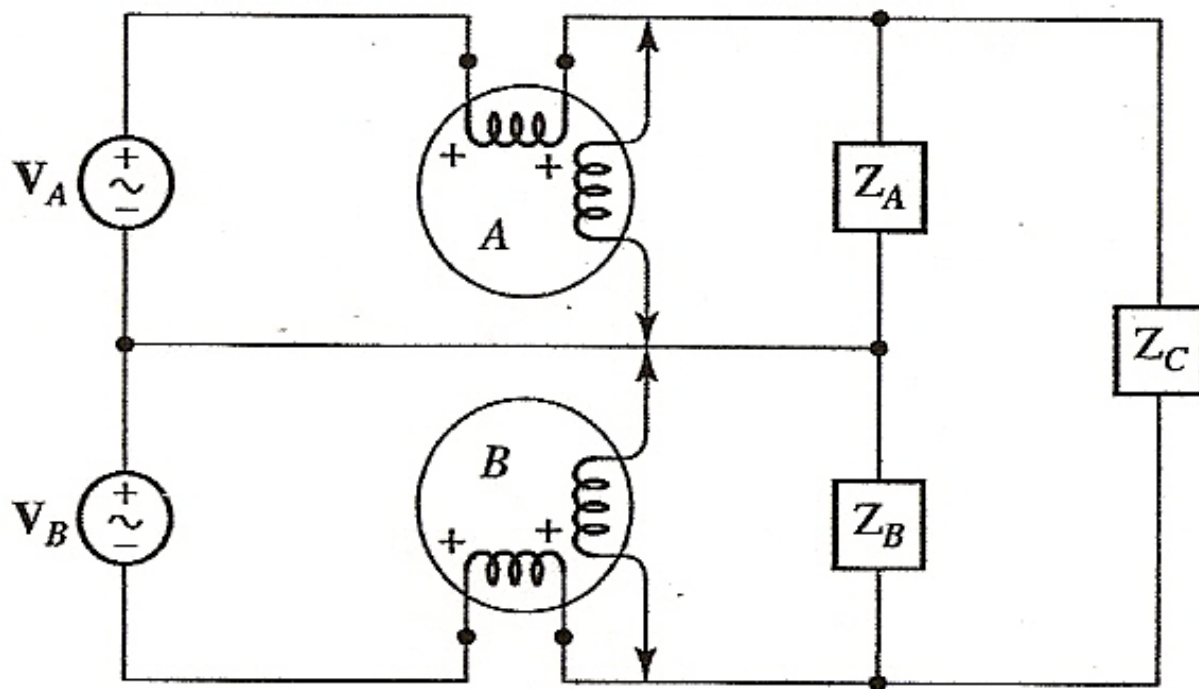 + + +
V_A + ~ − A Z_A
Z_C
V_B + ~ − B Z_B
+ +